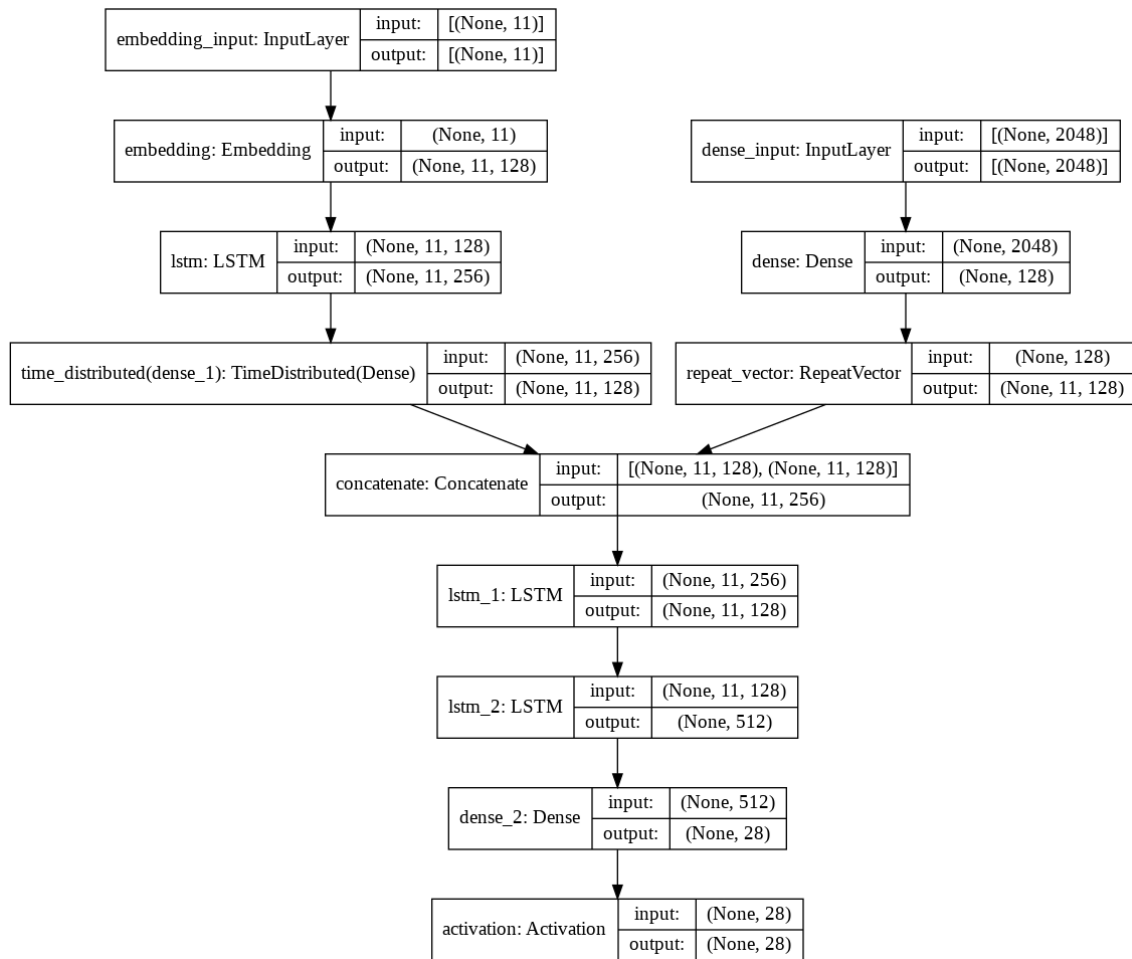 embedding_input: InputLayer
input: [(None, 11)]
output: [(None, 11)]
embedding: Embedding
input: (None, 11)
output: (None, 11, 128)
dense_input: InputLayer
input: [(None, 2048)]
output: [(None, 2048)]
lstm: LSTM
input: (None, 11, 128)
output: (None, 11, 256)
dense: Dense
input: (None, 2048)
output: (None, 128)
time_distributed(dense_1): TimeDistributed(Dense)
input: (None, 11, 256)
output: (None, 11, 128)
repeat_vector: RepeatVector
input: (None, 128)
output: (None, 11, 128)
concatenate: Concatenate
input: [(None, 11, 128), (None, 11, 128)]
output: (None, 11, 256)
lstm_1: LSTM
input: (None, 11, 256)
output: (None, 11, 128)
lstm_2: LSTM
input: (None, 11, 128)
output: (None, 512)
dense_2: Dense
input: (None, 512)
output: (None, 28)
activation: Activation
input: (None, 28)
output: (None, 28)